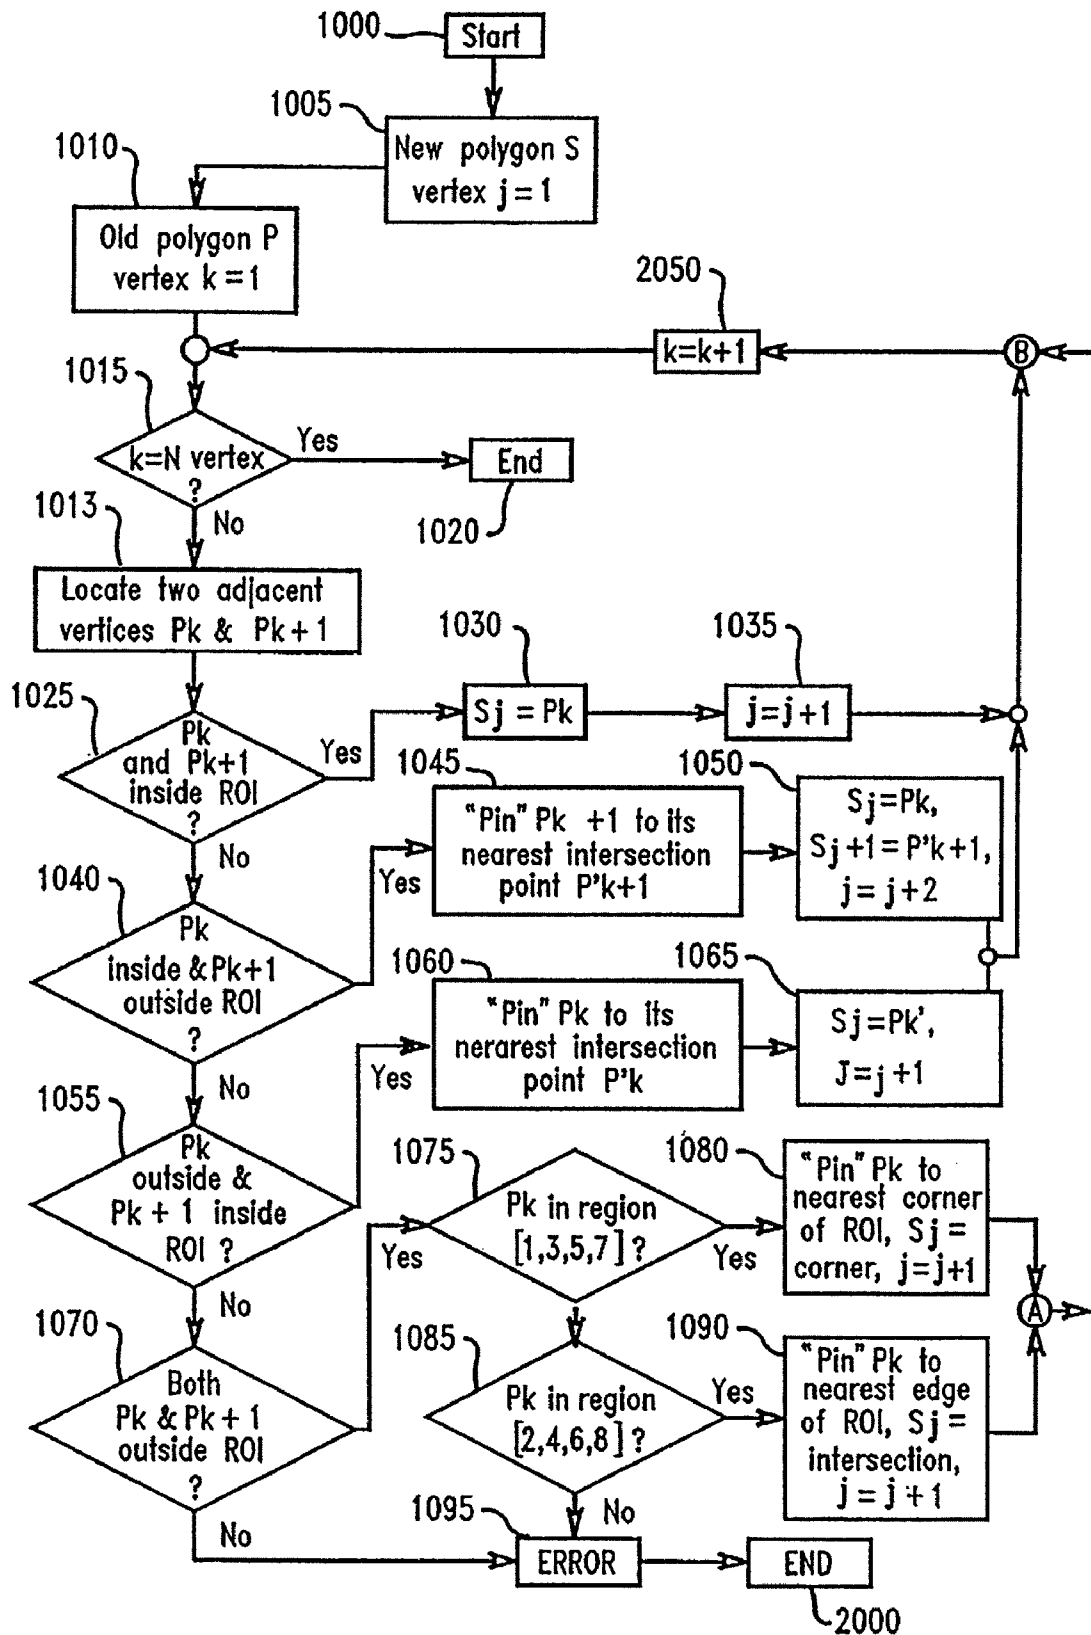 1000
Start
1005
New polygon S
vertex j = 1
1010
Old polygon P
vertex k = 1
2050
k=k+1
B
1015
k=N vertex
?
Yes
End
1020
No
1013
Locate two adjacent
vertices Pk & Pk+1
1025
Pk
and Pk+1
inside ROI
?
Yes
1030
Sj = Pk
1035
j=j+1
No
1040
Pk
inside & Pk+1
outside ROI
?
Yes
1045
"Pin" Pk +1 to its
nearest intersection
point P'k+1
1050
Sj=Pk,
Sj+1=P'k+1,
j= j+2
No
1055
Pk
outside &
Pk + 1 inside
ROI ?
Yes
1060
"Pin" Pk to its
nerarest intersection
point P'k
1065
Sj=Pk',
J=j+1
No
1070
Both
Pk & Pk+1
outside ROI
?
Yes
1075
Pk in region
[1,3,5,7] ?
Yes
1080
"Pin" Pk to
nearest corner
of ROI, Sj=
corner, j=j+1
A
1085
Pk in region
[2,4,6,8] ?
Yes
1090
"Pin" Pk to
nearest edge
of ROI, Sj=
intersection,
j = j+1
No
No
1095
ERROR
END
2000